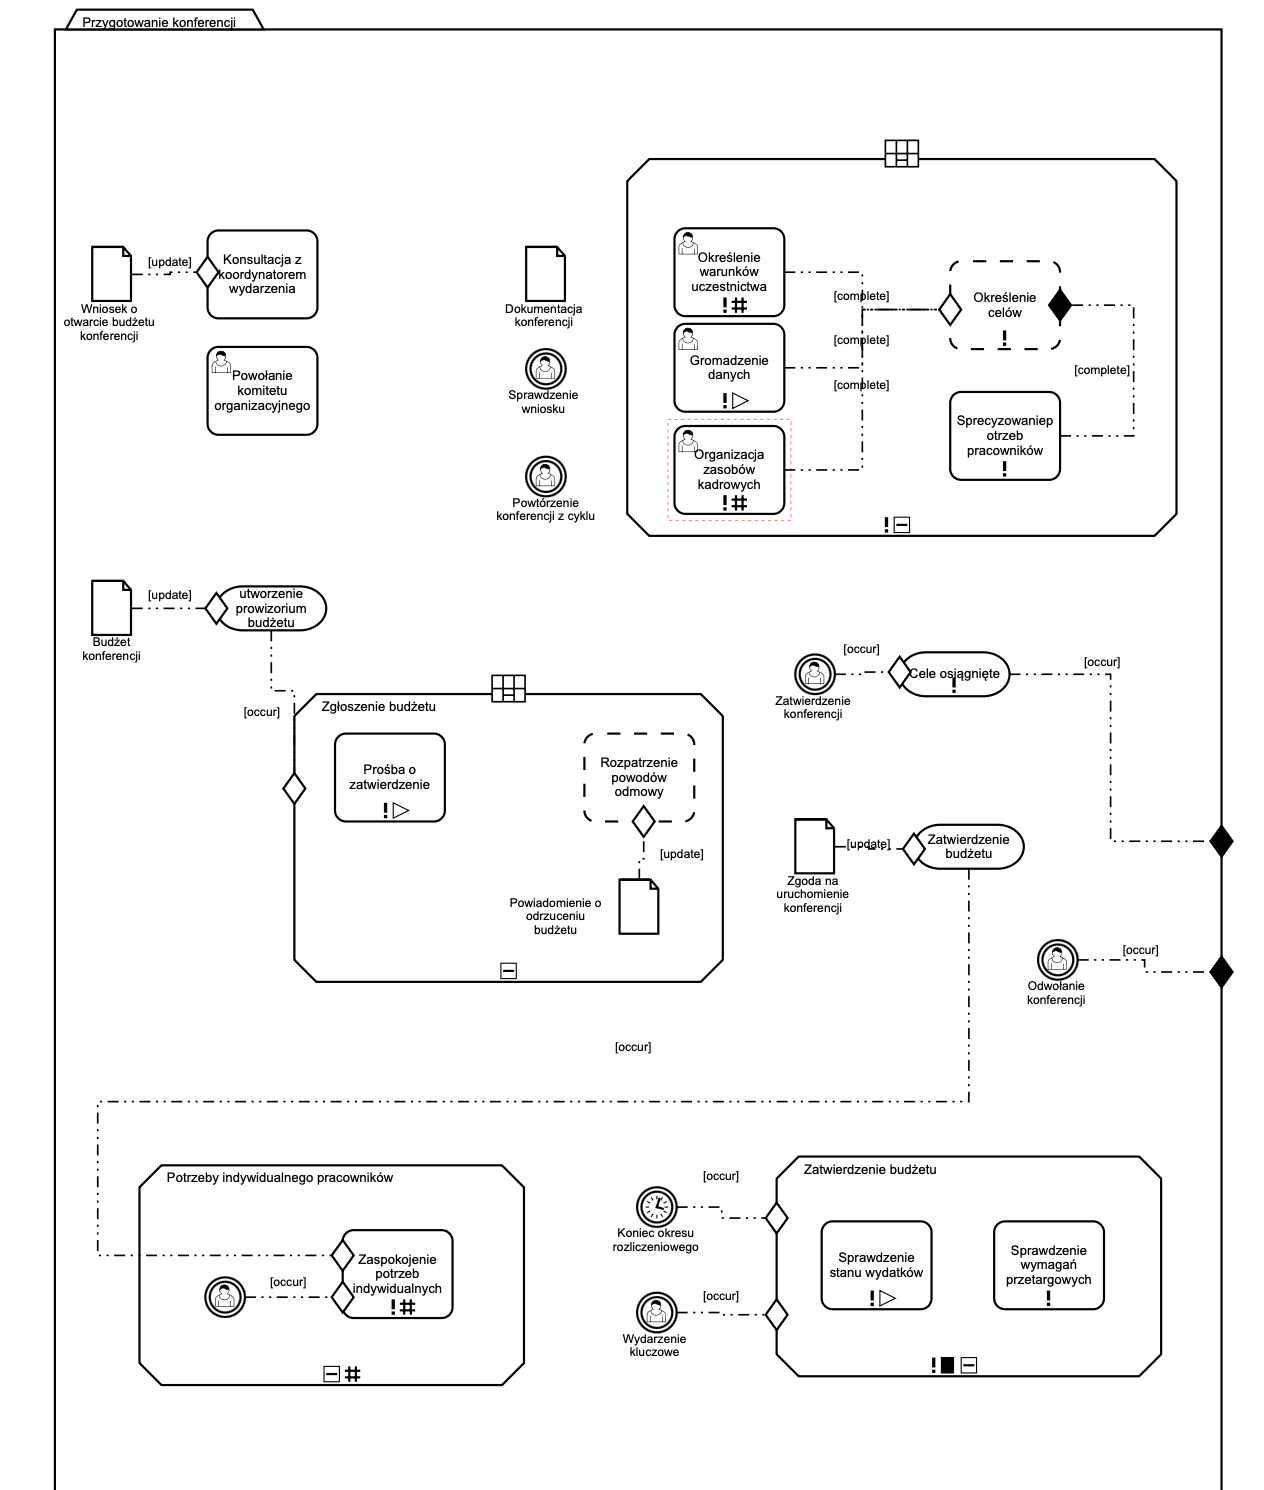 Przygotowanie konferencji
[update]
Konsultacja z
koordynatorem
wydarzenia
Wniosek o
otwarcie budżetu
konferencji
Powołanie
komitetu
organizacyjnego
Dokumentacja
konferencji
Sprawdzenie
wniosku
Powtórzenie
konferencji z cyklu
Określenie
warunków
uczestnictwa
[complete]
Gromadzenie
danych
[complete]
[complete]
Organizacja
zasobów
kadrowych
Określenie
celów
[complete]
Sprecyzowaniep
otrzeb
pracowników
[update]
utworzenie
prowizorium
budżetu
Budżet
konferencji
[occur]
Zgłoszenie budżetu
Prośba o
zatwierdzenie
Rozpatrzenie
powodów
odmowy
[update]
Powiadomienie o
odrzuceniu
budżetu
[occur]
Cele osiągnięte
[occur]
Zatwierdzenie
konferencji
[update]
Zatwierdzenie
budżetu
Zgoda na
uruchomienie
konferencji
[occur]
Odwołanie
konferencji
[occur]
Potrzeby indywidualnego pracowników
[occur]
Zaspokojenie
potrzeb
indywidualnych
[occur]
Koniec okresu
rozliczeniowego
[occur]
Wydarzenie
kluczowe
Zatwierdzenie budżetu
Sprawdzenie
stanu wydatków
Sprawdzenie
wymagań
przetargowych